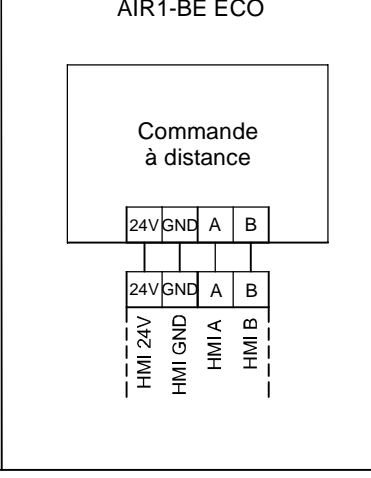 AIR1-BE ECO
Commande
à distance
24V GND A B
24V GND A B
HMI 24V
HMI GND
HMI A
HMI B